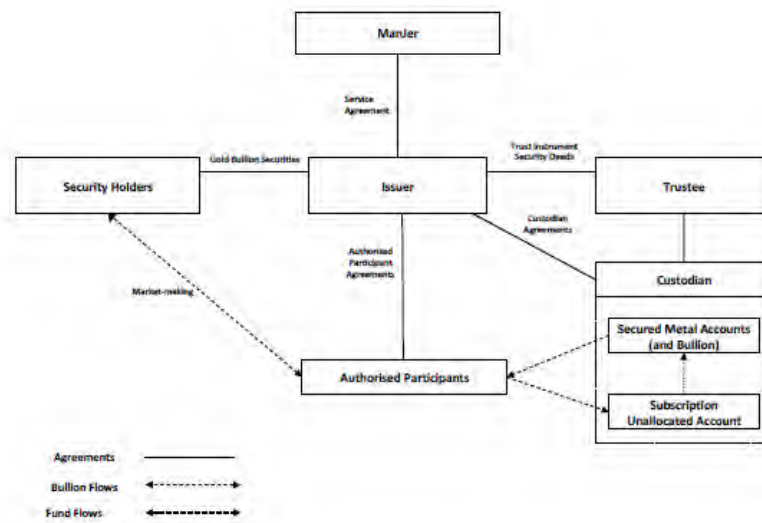 ManJer
Service
Agreement
Gold Bullion Securities
Trust Instrument
Security Deeds
Security Holders
Issuer
Trustee
Custodian
Agreements
Authorised
Participant
Agreements
Market-making
Custodian
Secured Metal Accounts
(and Bullion)
Authorised Participants
Subscription
Unallocated Account
Agreements
Bullion Flows
Fund Flows